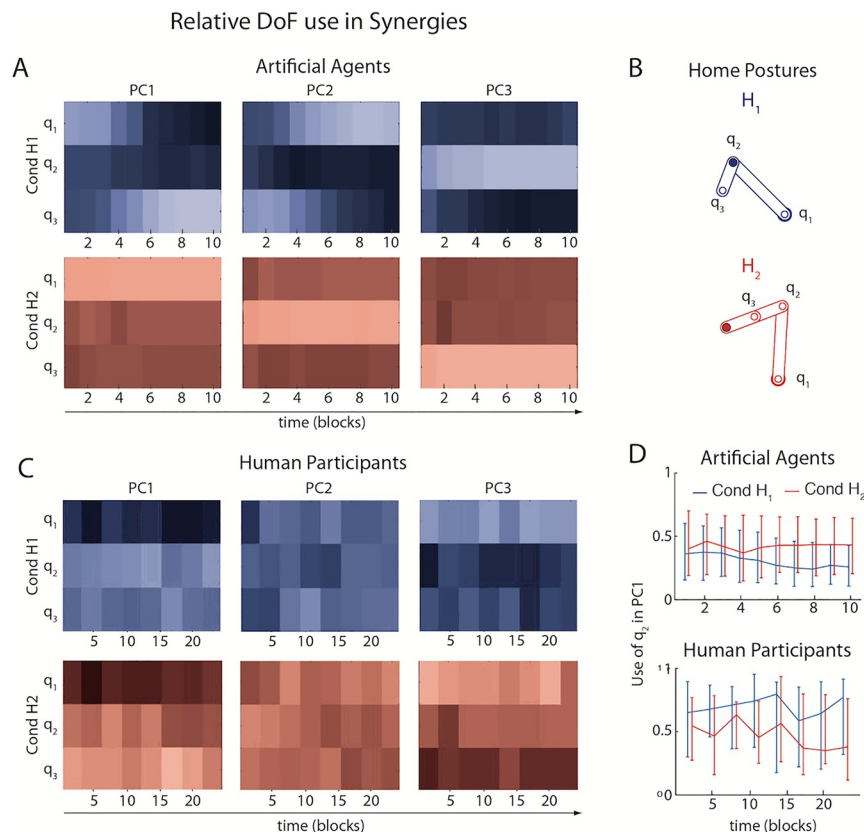 Relative DoF use in Synergies
A
Artificial Agents
PC1
PC2
PC3
Cond H1
q1
q2
q3
2 4 6 8 10
2 4 6 8 10
2 4 6 8 10
Cond H2
q1
q2
q3
2 4 6 8 10
2 4 6 8 10
2 4 6 8 10
time (blocks)
B
Home Postures
H1
q2
q3
q1
H2
q3
q2
q1
C
Human Participants
PC1
PC2
PC3
Cond H1
q1
q2
q3
5 10 15 20
5 10 15 20
5 10 15 20
Cond H2
q1
q2
q3
5 10 15 20
5 10 15 20
5 10 15 20
time (blocks)
D
Artificial Agents
Cond H1
Cond H2
1
0.5
0
2 4 6 8 10
Use of q2 in PC1
Human Participants
1
0.5
0
5 10 15 20
time (blocks)